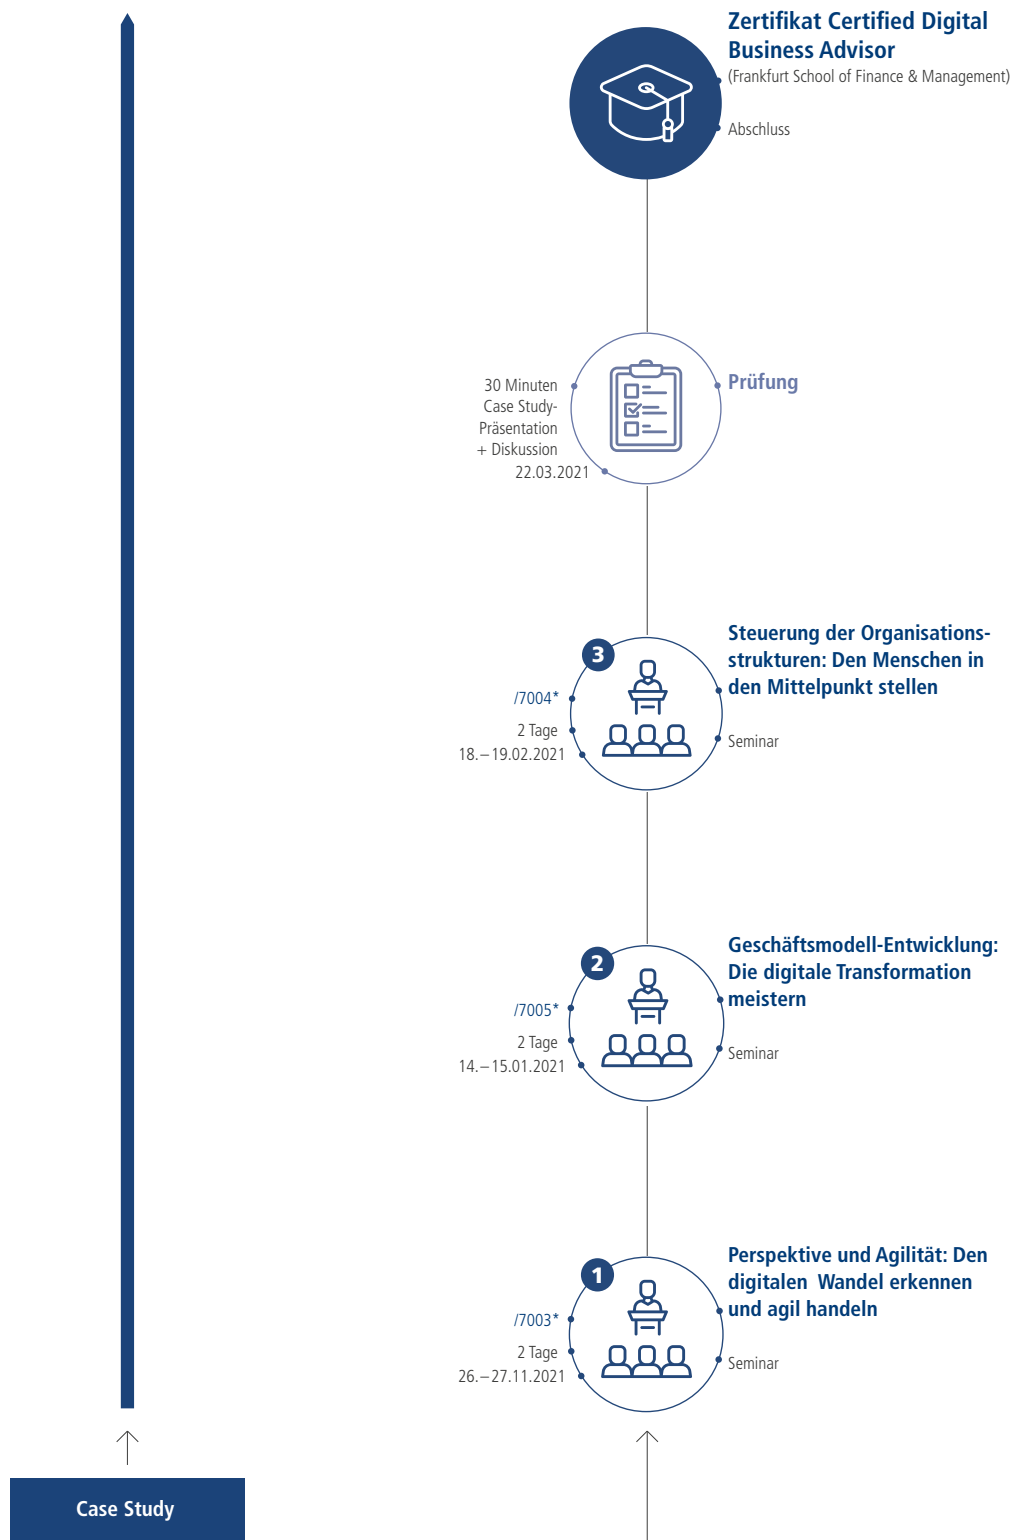 Zertifikat Certified Digital
Business Advisor
(Frankfurt School of Finance & Management)
Abschluss
30 Minuten
Case Study-
Präsentation
+ Diskussion
22.03.2021
Prüfung
3
/7004*
2 Tage
18.–19.02.2021
Steuerung der Organisations-
strukturen: Den Menschen in
den Mittelpunkt stellen
Seminar
2
/7005*
2 Tage
14.–15.01.2021
Geschäftsmodell-Entwicklung:
Die digitale Transformation
meistern
Seminar
1
/7003*
2 Tage
26.–27.11.2021
Perspektive und Agilität: Den
digitalen Wandel erkennen
und agil handeln
Seminar
Case Study